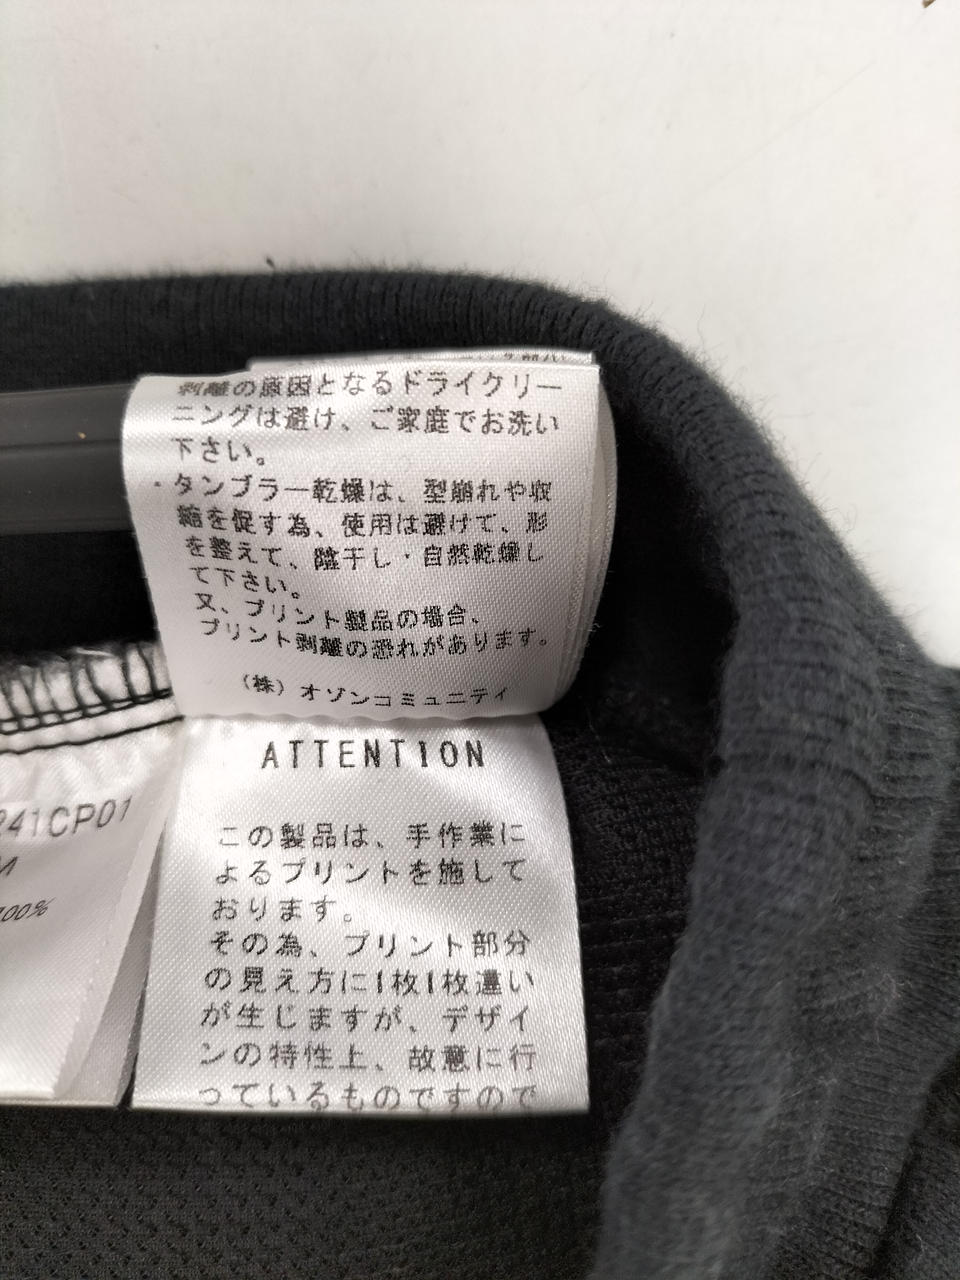 剥離の原因となるドライクリー
ニングは避け、ご家庭でお洗い
下さい。
・タンブラー乾燥は、型崩れや収
縮を促す為、使用は避けて、形
を整えて、陰干し・自然乾燥し
て下さい。
又、プリント製品の場合、
プリント剥離の恐れがあります。
(株)オゾンコミュニティ
ATTENTION
この製品は、手作業に
よるプリントを施して
おります。
その為、プリント部分
の見え方に1枚1枚違い
が生じますが、デザイ
ンの特性上、故意に行
っているものですので
241CP01
M
100%